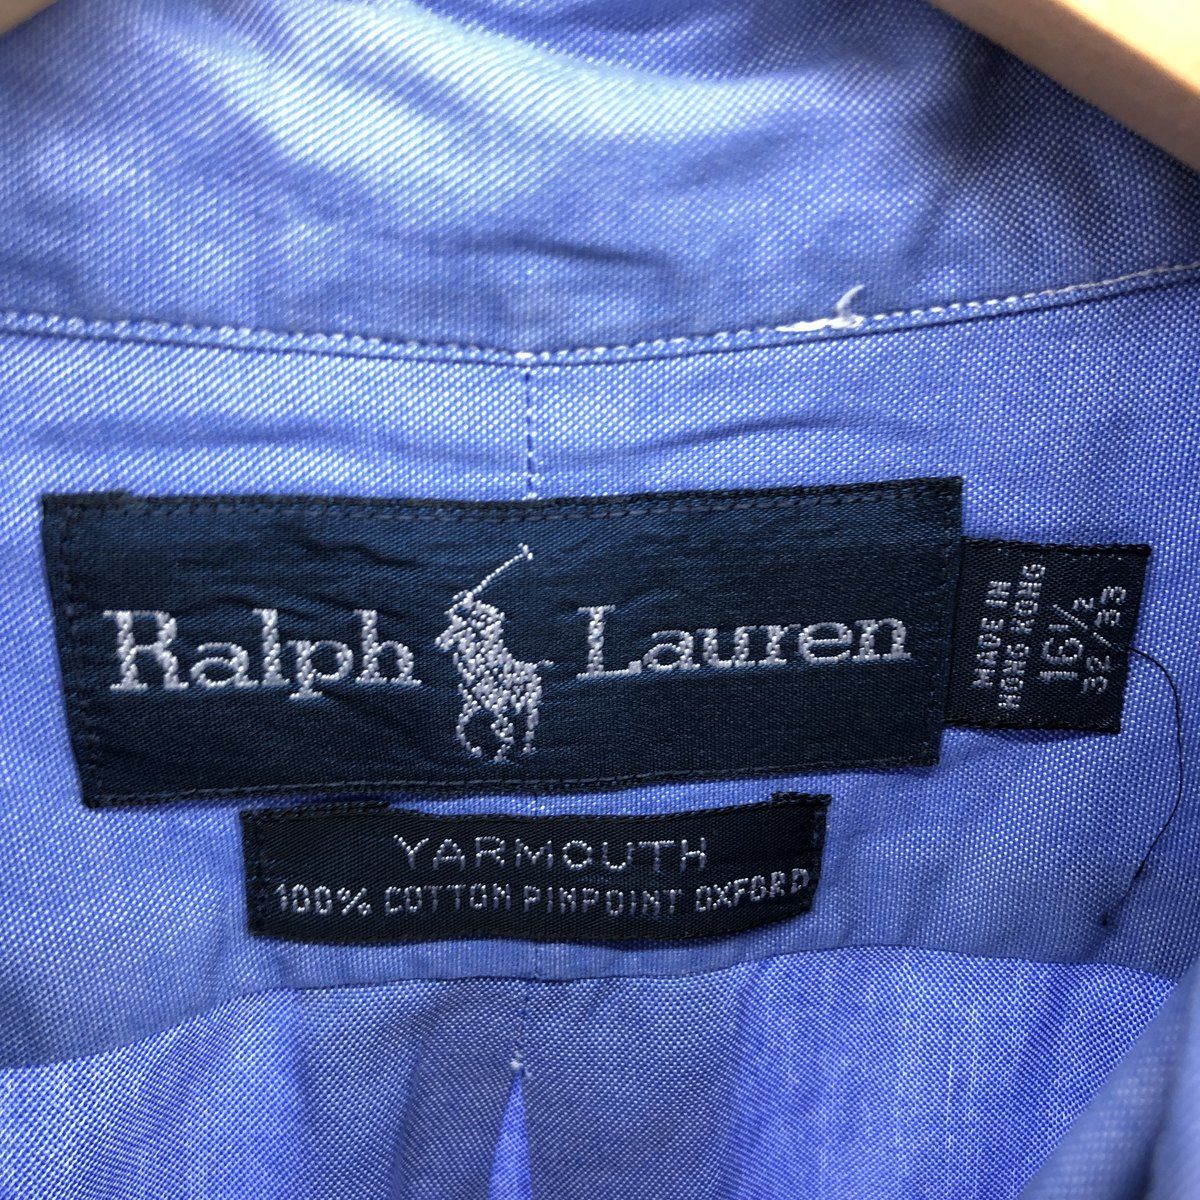 Ralph Lauren
MADE IN
HONG KONG
16 1/2
32/33
YARMOUTH
100% COTTON PINPOINT OXFORD